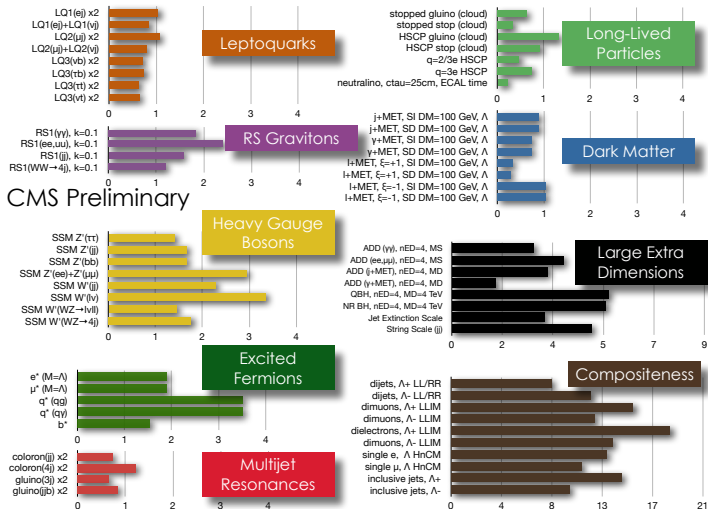 LQ1(ej) x2
LQ1(ej)+LQ1(νj)
LQ2(μj) x2
LQ2(μj)+LQ2(νj)
LQ3(νb) x2
LQ3(τb) x2
LQ3(τt) x2
LQ3(vt) x2
0 1 2 3 4
Leptoquarks
RS1(γγ), k=0.1
RS1(ee,uu), k=0.1
RS1(jj), k=0.1
RS1(WW→4j), k=0.1
0 1 2 3 4
RS Gravitons
CMS Preliminary
SSM Z'(ττ)
SSM Z'(jj)
SSM Z'(bb)
SSM Z'(ee)+Z'(μμ)
SSM W'(jj)
SSM W'(lv)
SSM W'(WZ→lvll)
SSM W'(WZ→4j)
0 1 2 3 4
Heavy Gauge
Bosons
e* (M=Λ)
μ* (M=Λ)
q* (qg)
q* (qγ)
b*
0 1 2 3 4
Excited
Fermions
coloron(jj) x2
coloron(4j) x2
gluino(3j) x2
gluino(jjb) x2
0 1 2 3 4
Multijet
Resonances
stopped gluino (cloud)
stopped stop (cloud)
HSCP gluino (cloud)
HSCP stop (cloud)
q=2/3e HSCP
q=3e HSCP
neutralino, ctau=25cm, ECAL time
0 1 2 3 4
Long-Lived
Particles
j+MET, SI DM=100 GeV, Λ
j+MET, SD DM=100 GeV, Λ
γ+MET, SI DM=100 GeV, Λ
γ+MET, SD DM=100 GeV, Λ
l+MET, ξ=+1, SI DM=100 GeV, Λ
l+MET, ξ=+1, SD DM=100 GeV, Λ
l+MET, ξ=-1, SI DM=100 GeV, Λ
l+MET, ξ=-1, SD DM=100 GeV, Λ
0 1 2 3 4
Dark Matter
ADD (γγ), nED=4, MS
ADD (ee,μμ), nED=4, MS
ADD (j+MET), nED=4, MD
ADD (γ+MET), nED=4, MD
QBH, nED=4, MD=4 TeV
NR BH, nED=4, MD=4 TeV
Jet Extinction Scale
String Scale (jj)
0 2 3 5 6 8 9
Large Extra
Dimensions
dijets, Λ+ LL/RR
dijets, Λ- LL/RR
dimuons, Λ+ LLIM
dimuons, Λ- LLIM
dielectrons, Λ+ LLIM
dimuons, Λ- LLIM
single e, Λ HnCM
single μ, Λ HnCM
inclusive jets, Λ+
inclusive jets, Λ-
0 4 8 13 17 21
Compositeness